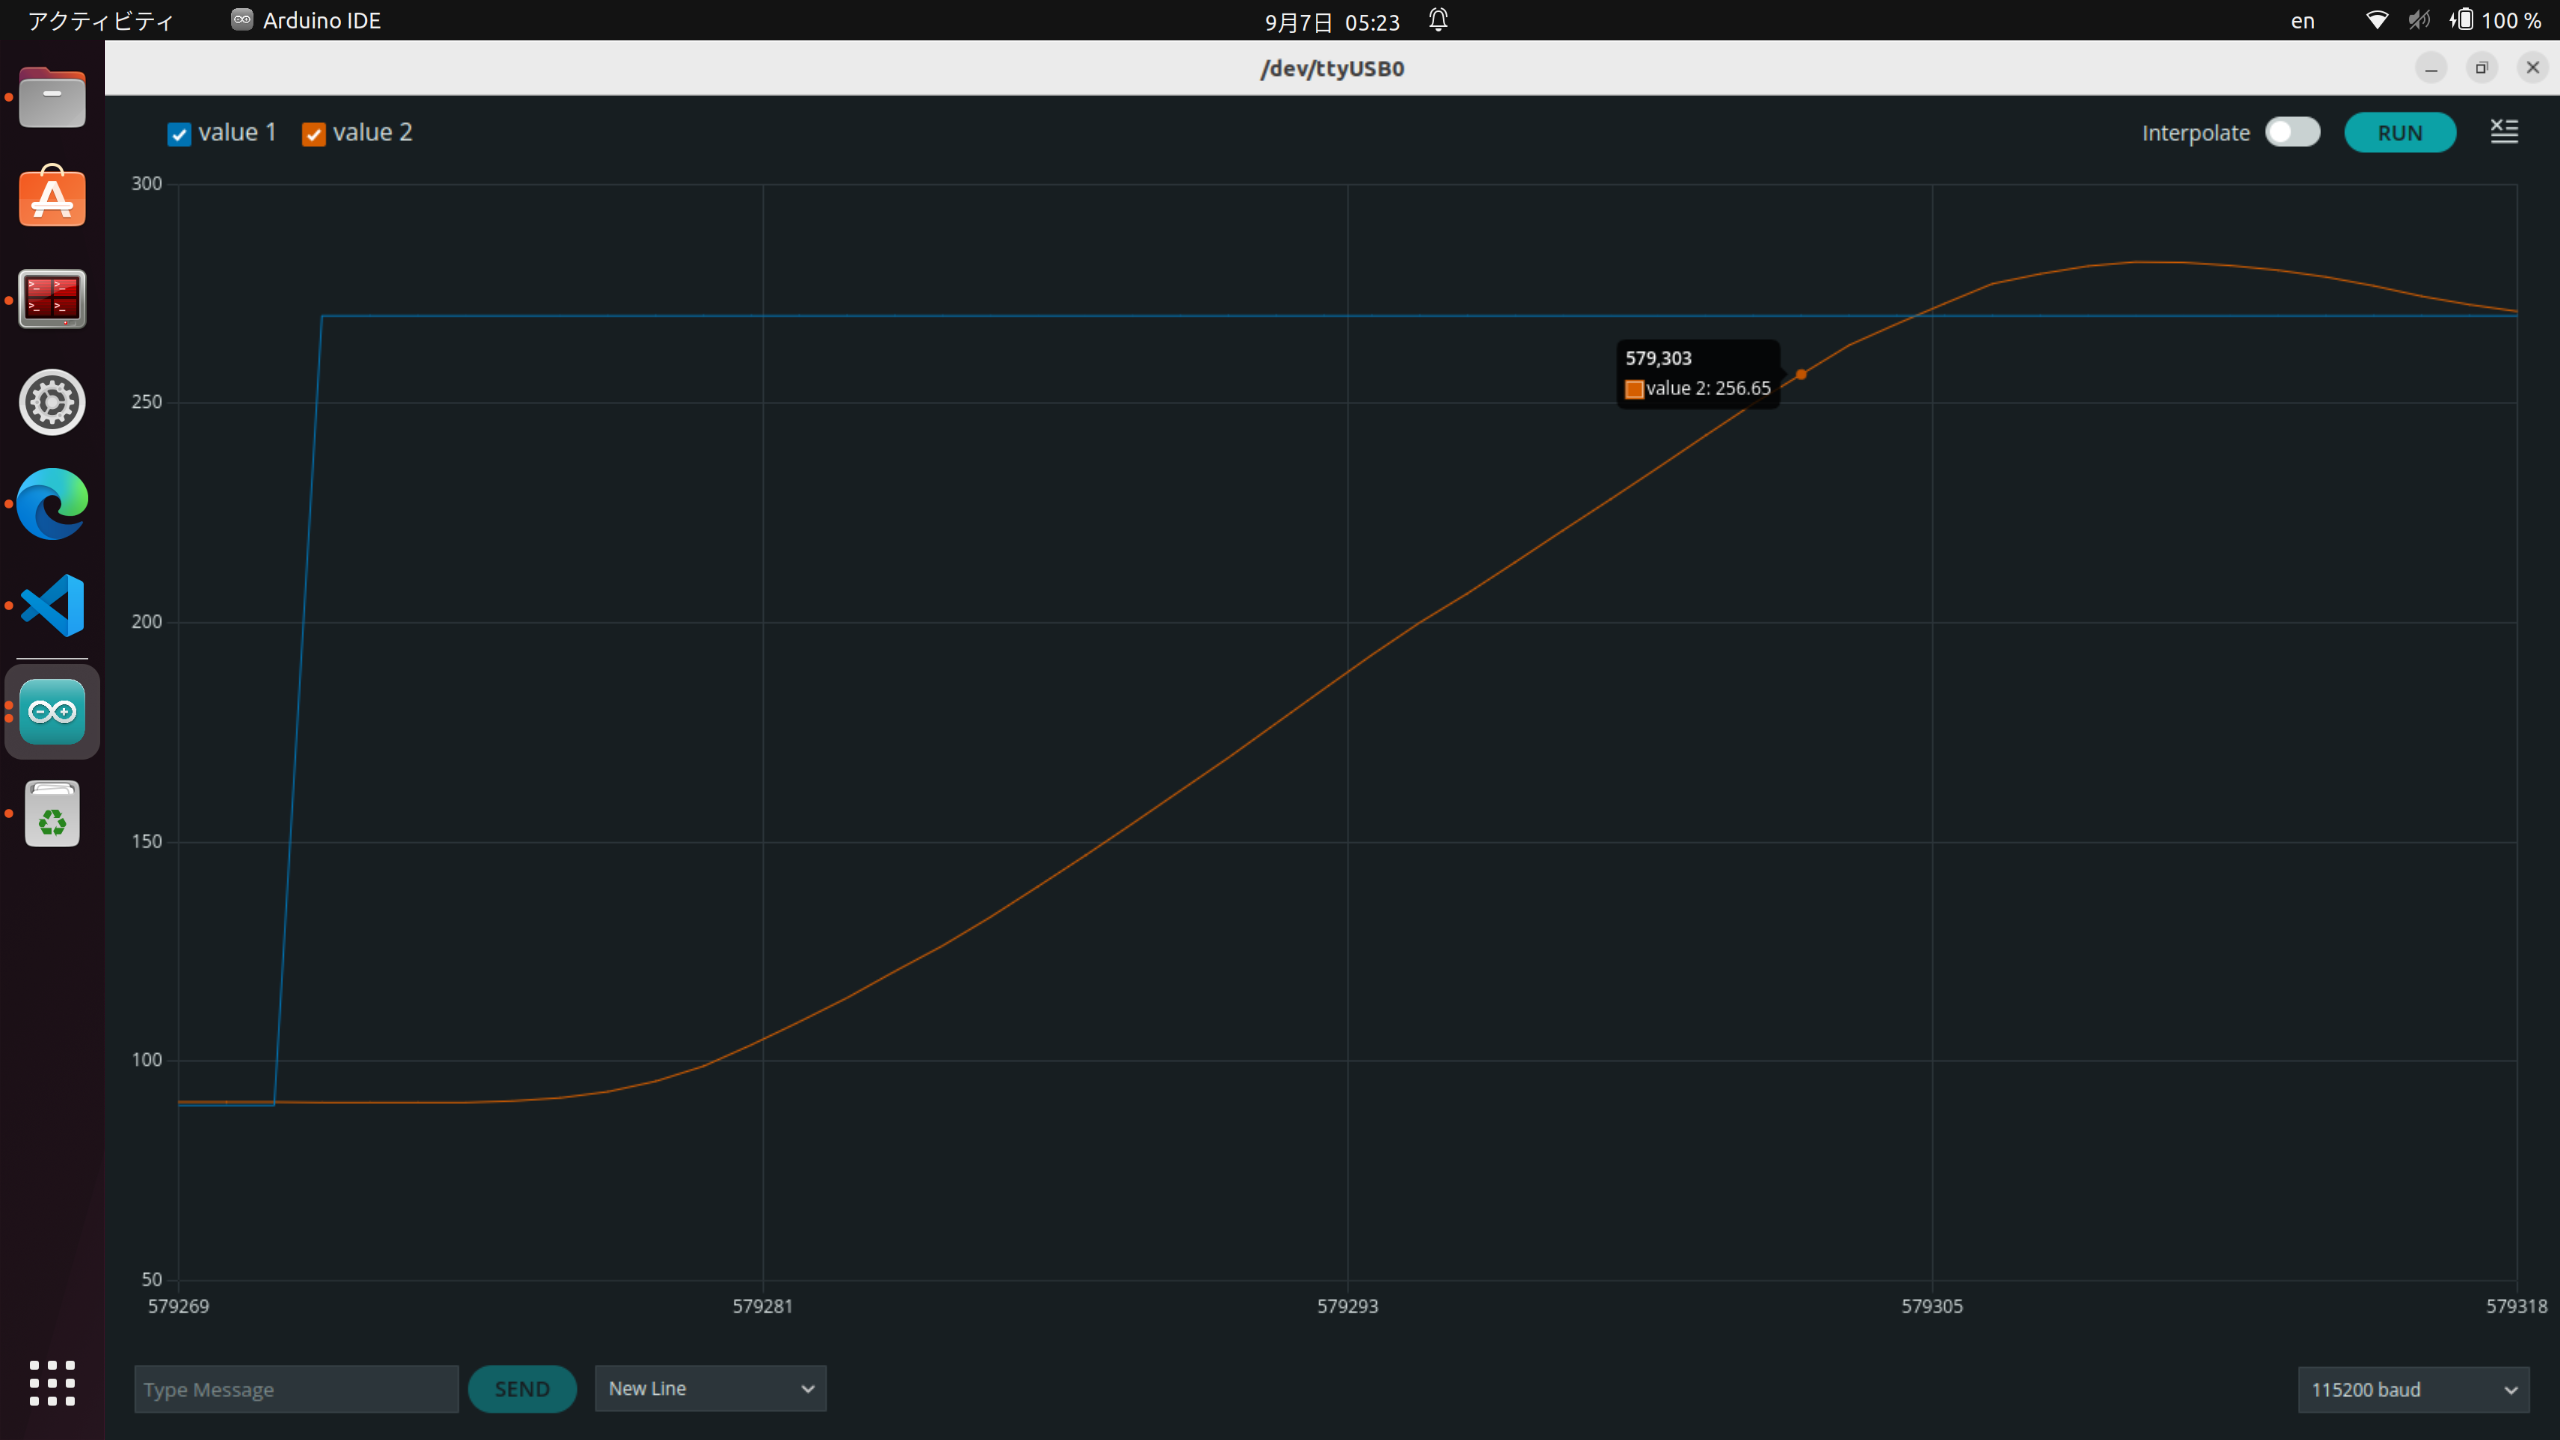 アクティビティ
Arduino IDE
9月7日 05:23
en
100 %
/dev/ttyUSB0
value 1
value 2
Interpolate
RUN
300
250
200
150
100
50
579,303
value 2: 256.65
579269
579281
579293
579305
579318
Type Message
SEND
New Line
115200 baud